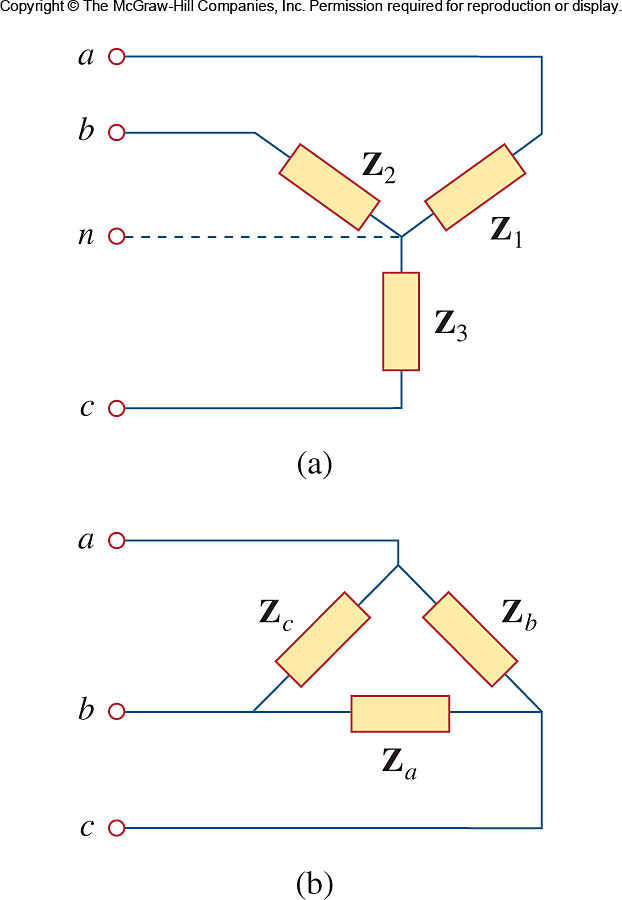 Copyright © The McGraw-Hill Companies, Inc. Permission required for reproduction or display.
a
b
Z2
n
Z1
Z3
c
(a)
a
Zc
Zb
b
Za
c
(b)